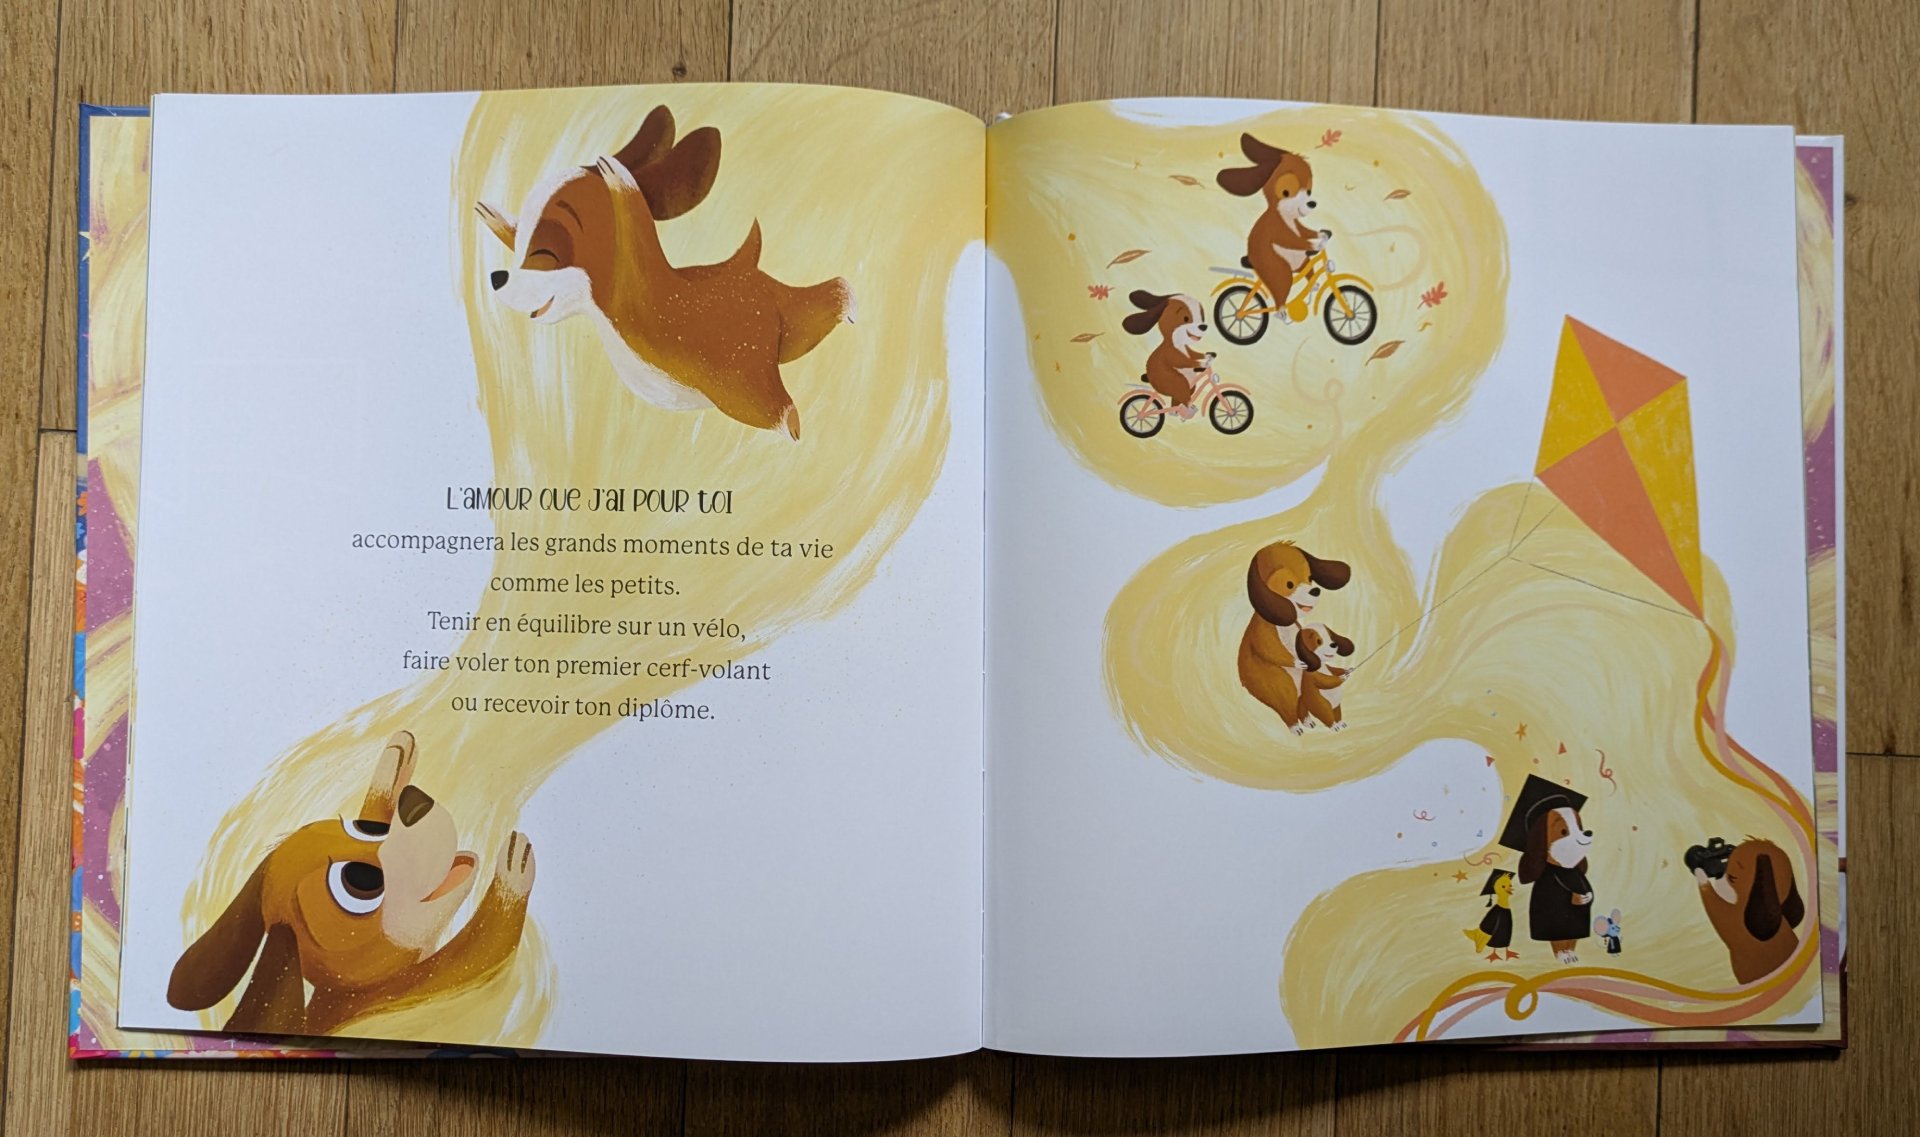 L'AMOUR QUE J'AI POUR TOI
accompagnera les grands moments de ta vie
comme les petits.
Tenir en équilibre sur un vélo,
faire voler ton premier cerf-volant
ou recevoir ton diplôme.